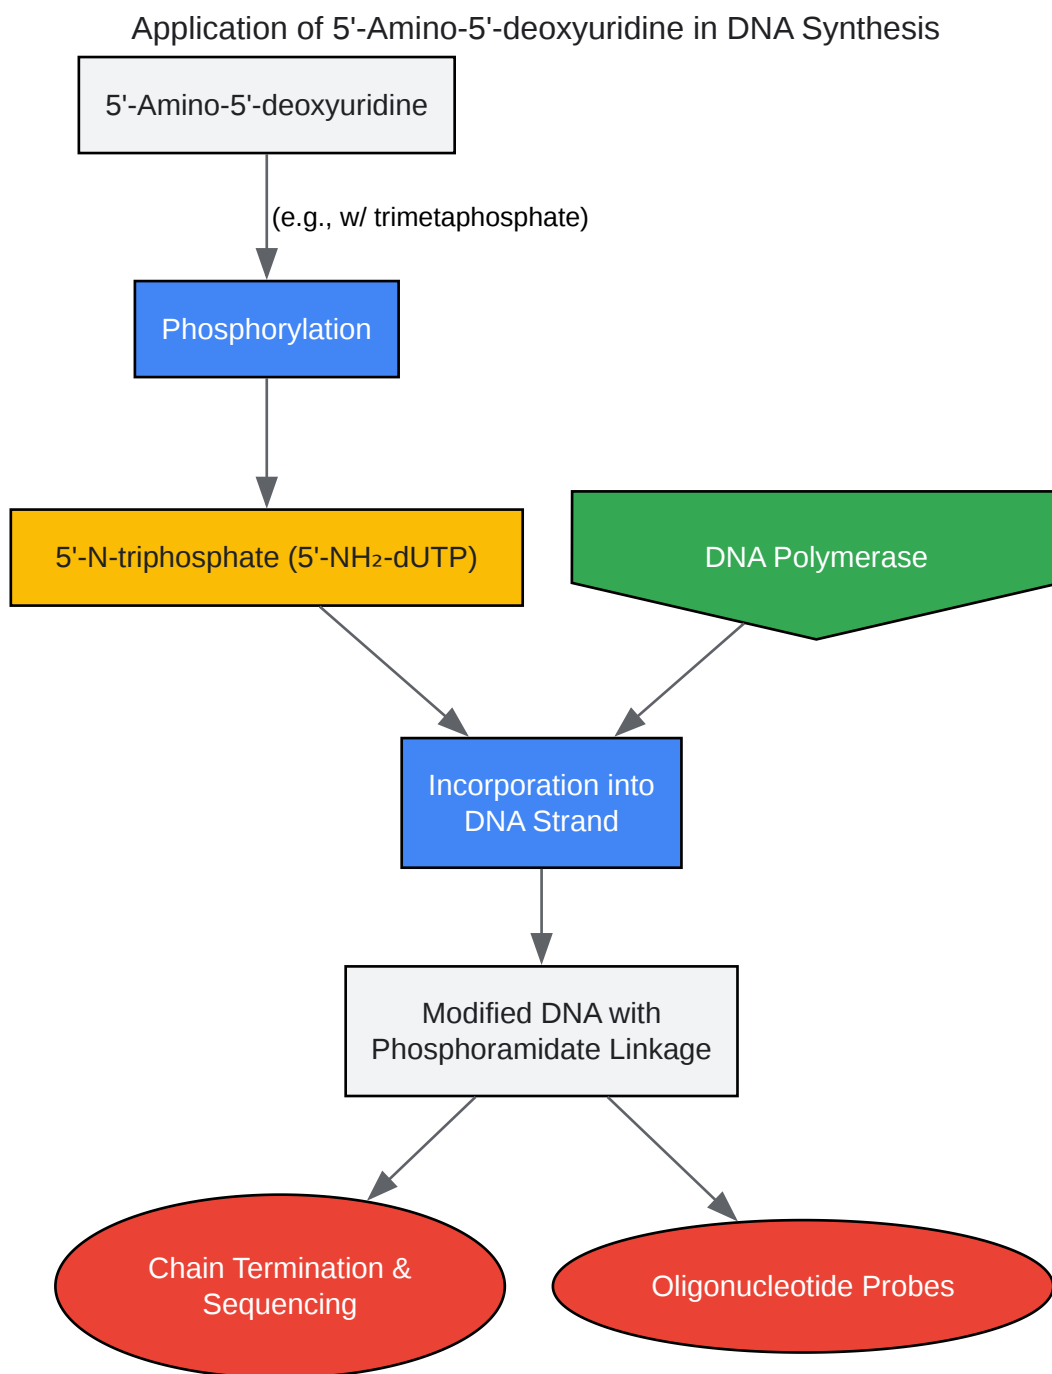 Application of 5'-Amino-5'-deoxyuridine in DNA Synthesis
5'-Amino-5'-deoxyuridine
(e.g., w/ trimetaphosphate)
Phosphorylation
5'-N-triphosphate (5'-NH₂-dUTP)
DNA Polymerase
Incorporation into
DNA Strand
Modified DNA with
Phosphoramidate Linkage
Chain Termination &
Sequencing
Oligonucleotide Probes